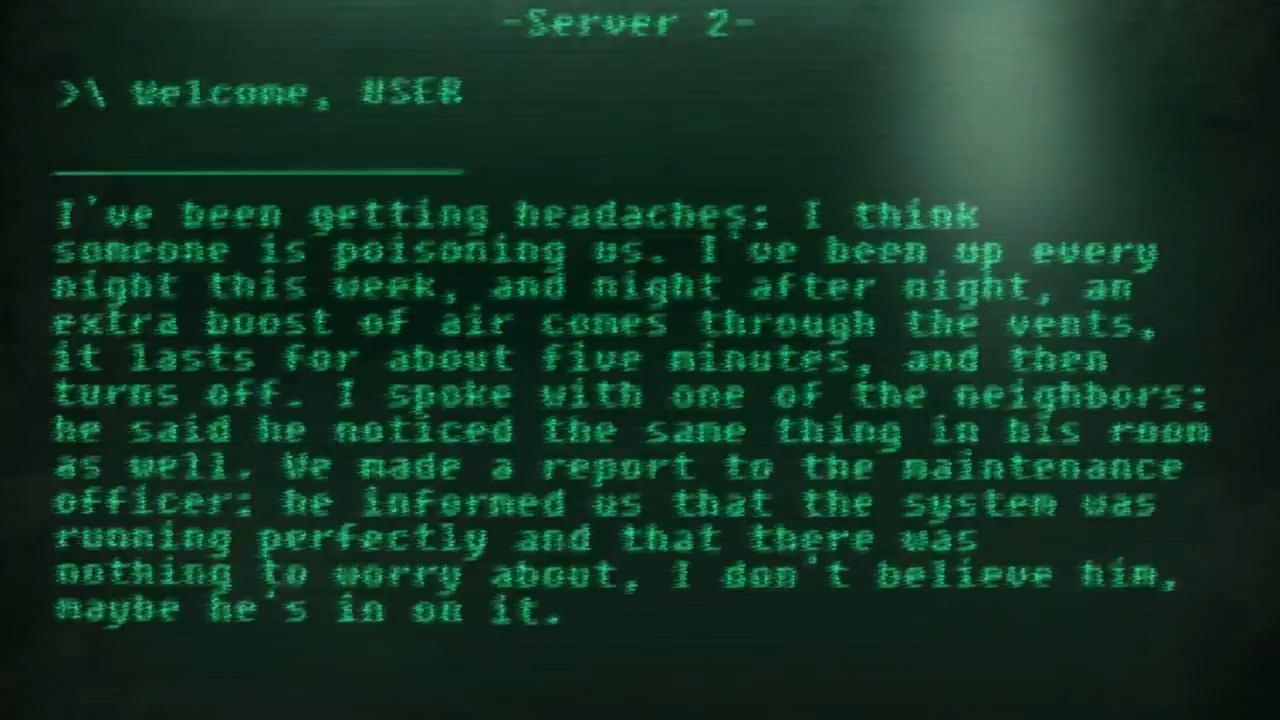 -Server 2-
>\ Welcome, USER
I've been getting headaches; I think
someone is poisoning us. I've been up every
night this week, and night after night, an
extra boost of air comes through the vents,
it lasts for about five minutes, and then
turns off. I spoke with one of the neighbors;
he said he noticed the same thing in his room
as well. We made a report to the maintenance
officer; he informed us that the system was
running perfectly and that there was
nothing to worry about, I don't believe him,
maybe he's in on it.